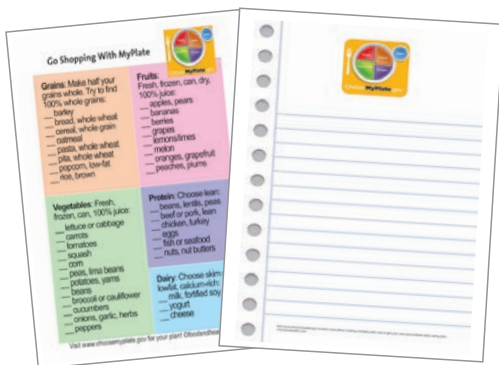 Go Shopping With MyPlate
Grains: Make half your
grains whole. Try to find
100% whole grains:
__ barley
__ bread, whole wheat
__ cereal, whole grain
__ oatmeal
__ pasta, whole wheat
__ pita, whole wheat
__ popcorn, low-fat
__ rice, brown
Fruits:
Fresh, frozen, can, dry,
100% juice:
__ apples, pears
__ bananas
__ berries
__ grapes
__ lemons/limes
__ melon
__ oranges, grapefruit
__ peaches, plums
Vegetables: Fresh,
frozen, can, 100% juice:
__ lettuce or cabbage
__ carrots
__ tomatoes
__ squash
__ corn
__ peas, lima beans
__ potatoes, yams
__ beans
__ broccoli or cauliflower
__ cucumbers
__ onions, garlic, herbs
__ peppers
Protein: Choose lean:
__ beans, lentils, peas
__ beef or pork, lean
__ chicken, turkey
__ eggs
__ fish or seafood
__ nuts, nut butters
Dairy: Choose skim
lowfat, calcium-rich:
__ milk, fortified soy
__ yogurt
__ cheese
Visit www.choosemyplate.gov for your plan!
ChooseMyPlate.gov